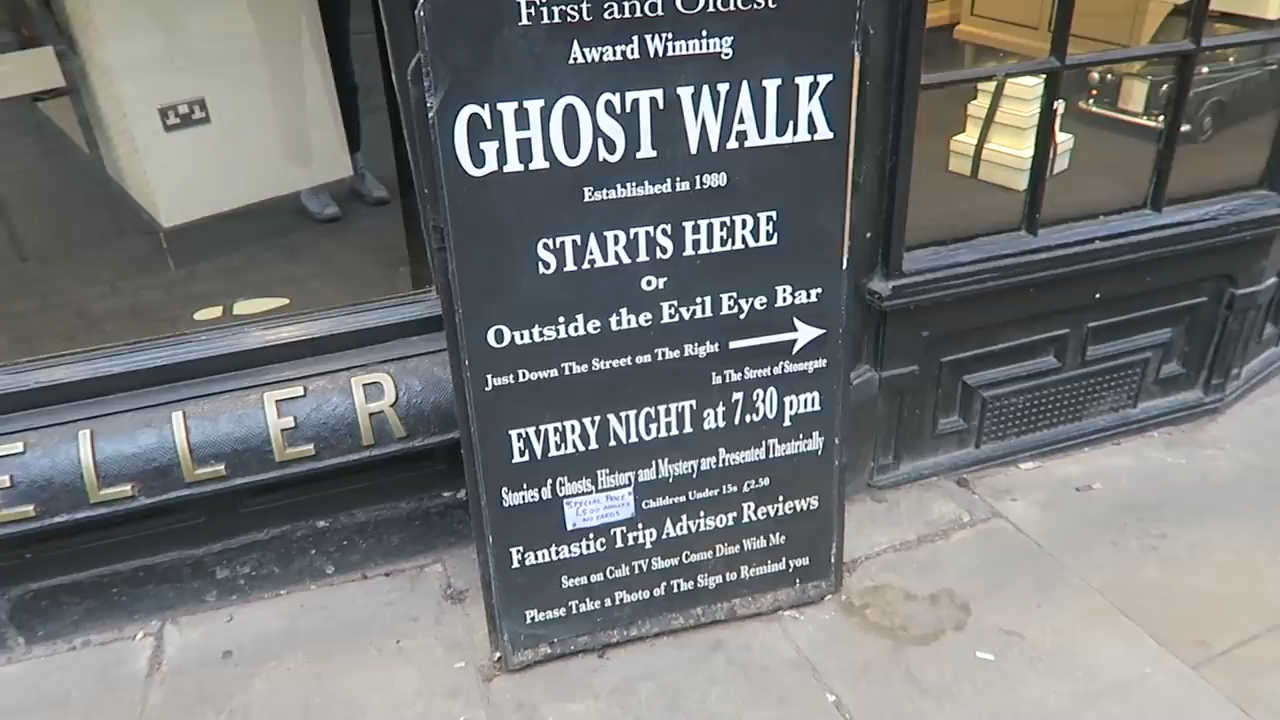 First and Oldest
Award Winning
GHOST WALK
Established in 1980
STARTS HERE
Or
Outside the Evil Eye Bar
Just Down The Street on The Right
In The Street of Stonegate
EVERY NIGHT at 7.30 pm
Stories of Ghosts, History and Mystery are Presented Theatrically
SPECIAL PRICE
£5.00 ADULTS
NO CARDS
Children Under 15s £2.50
Fantastic Trip Advisor Reviews
Seen on Cult TV Show Come Dine With Me
Please Take a Photo of The Sign to Remind you
ELLER